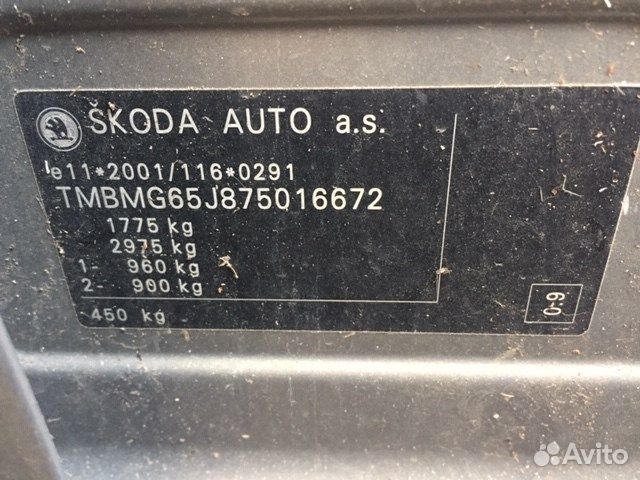 ŠKODA AUTO a.s.
e11*2001/116*0291
TMBMG65J875016672
1775 kg
2975 kg
1- 960 kg
2- 900 kg
450 kg
0-9
Avito